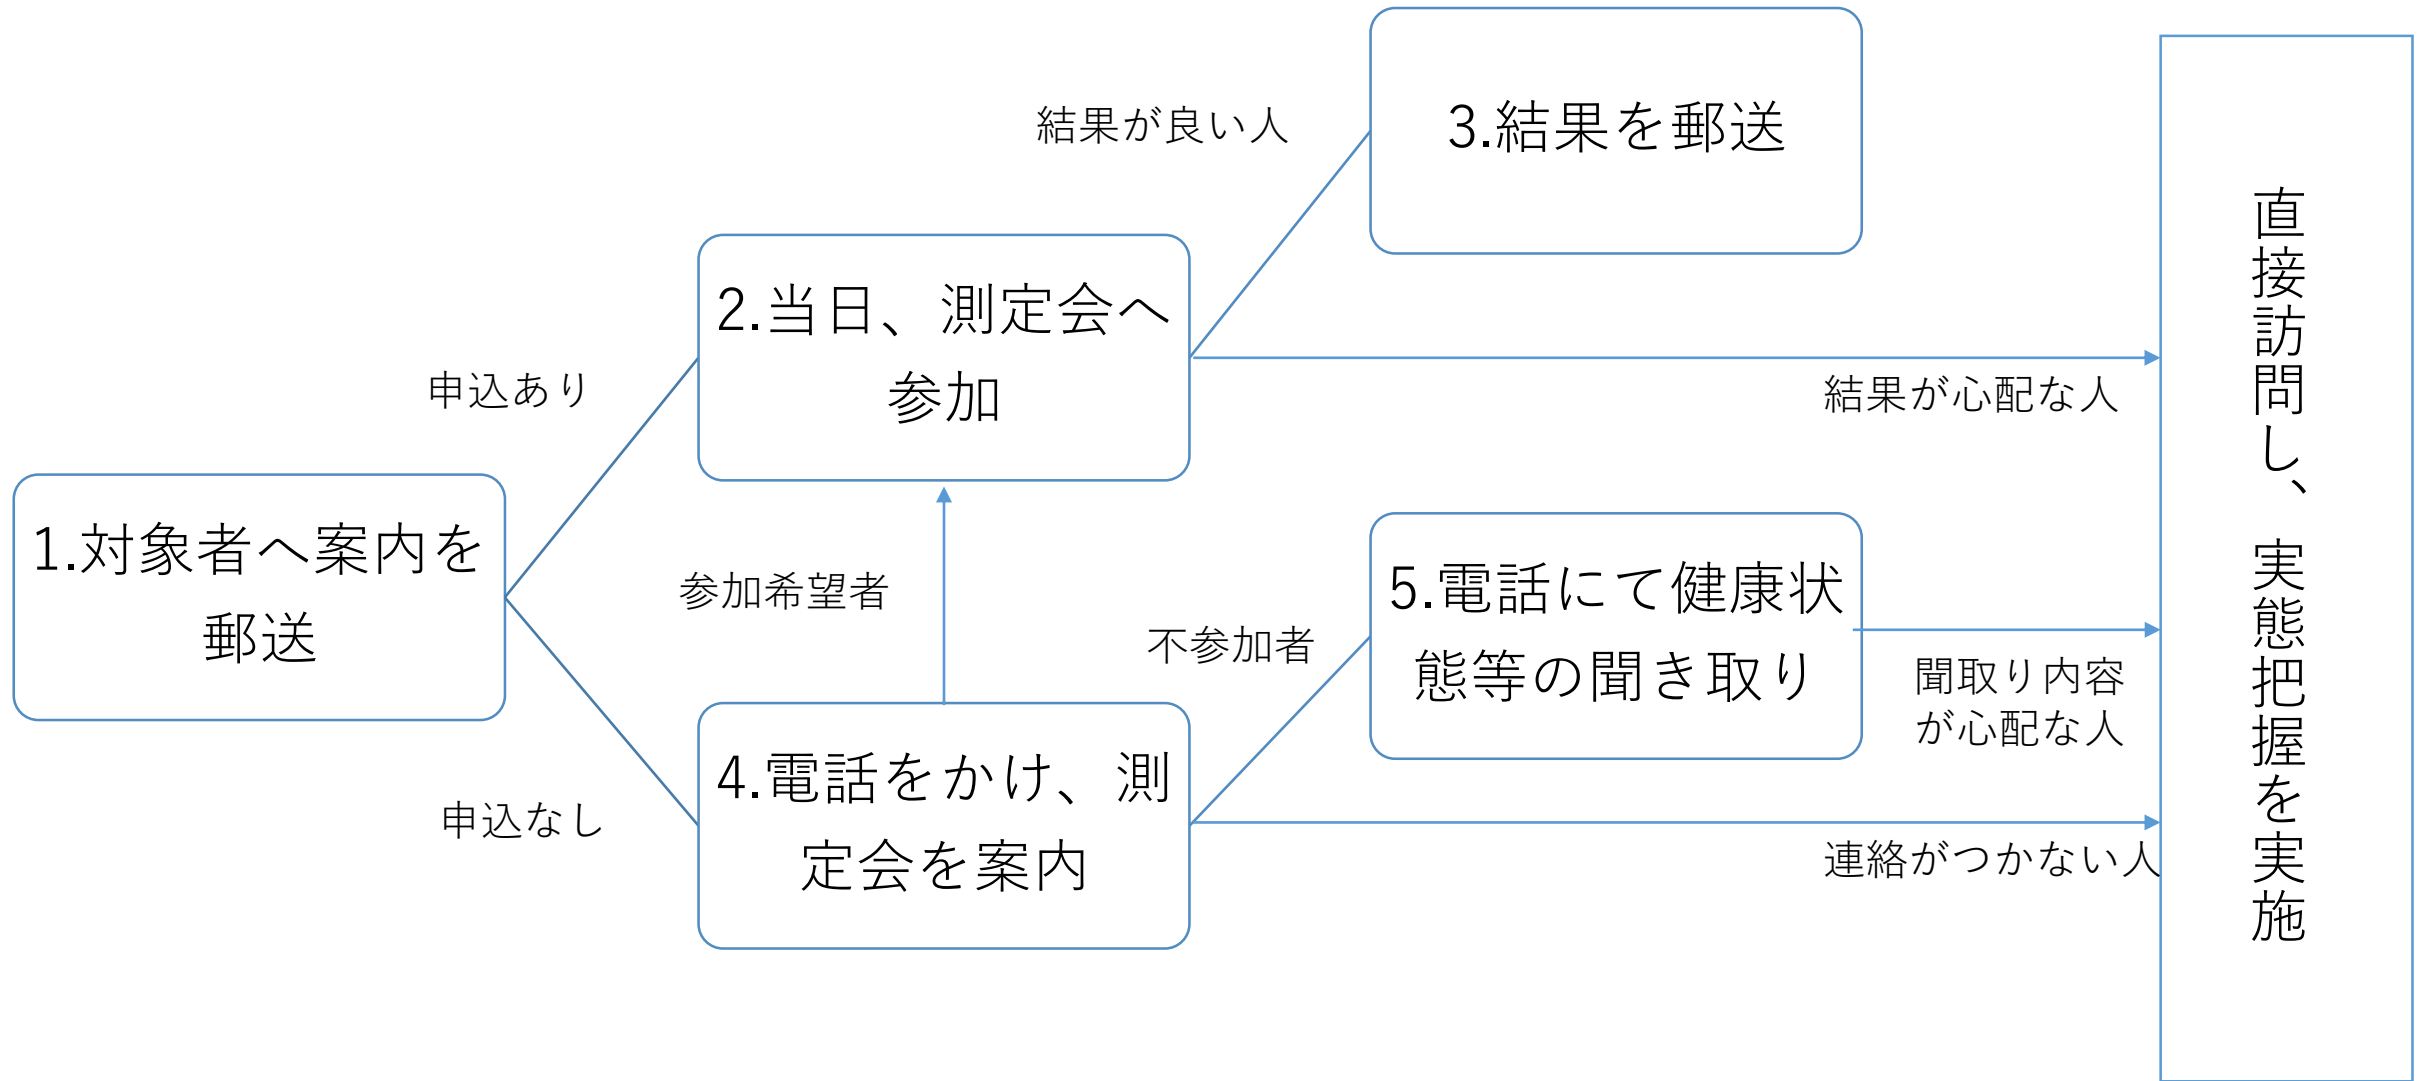 1.対象者へ案内を
郵送
申込あり
申込なし
2.当日、測定会へ
参加
参加希望者
4.電話をかけ、測
定会を案内
結果が良い人
3.結果を郵送
結果が心配な人
不参加者
5.電話にて健康状
態等の聞き取り
聞取り内容
が心配な人
連絡がつかない人
直接訪問し、実態把握を実施